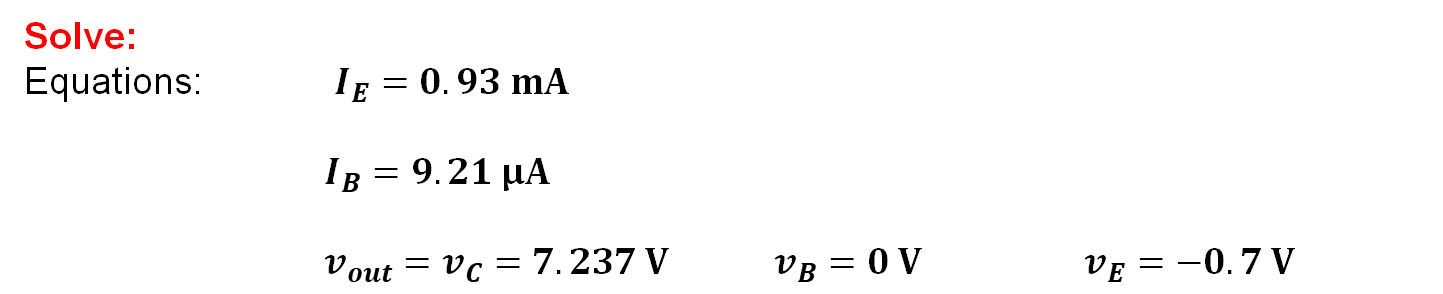 Solve:
Equations: I_E = 0.93 mA
I_B = 9.21 μA
v_out = v_C = 7.237 V v_B = 0 V v_E = −0.7 V